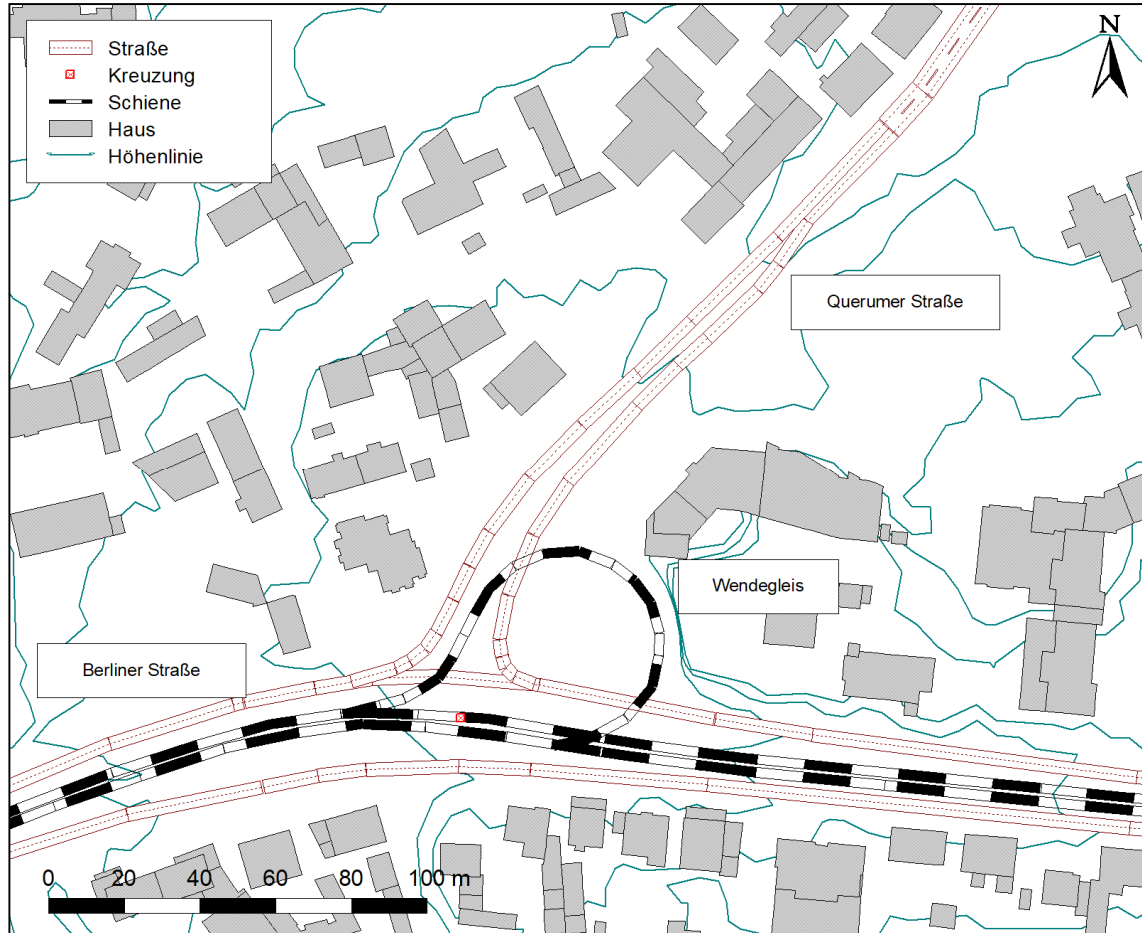 Straße
Kreuzung
Schiene
Haus
Höhenlinie
N
Querumer Straße
Wendegleis
Berliner Straße
0 20 40 60 80 100 m